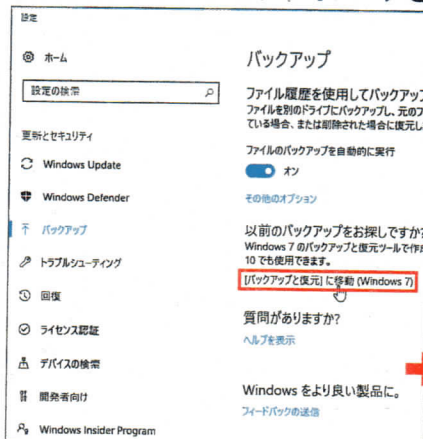 設定
ホーム
設定の検索
更新とセキュリティ
Windows Update
Windows Defender
バックアップ
トラブルシューティング
回復
ライセンス認証
デバイスの検索
開発者向け
Windows Insider Program
バックアップ
ファイル履歴を使用してバックアップ
ファイルを別のドライブにバックアップし、元のフ
ている場合、または削除された場合に復元し
ファイルのバックアップを自動的に実行
オン
その他のオプション
以前のバックアップをお探しですか?
Windows 7 のバックアップと復元ツールで作成
10 でも使用できます。
[バックアップと復元] に移動 (Windows 7)
質問がありますか?
ヘルプを表示
Windows をより良い製品に。
フィードバックの送信